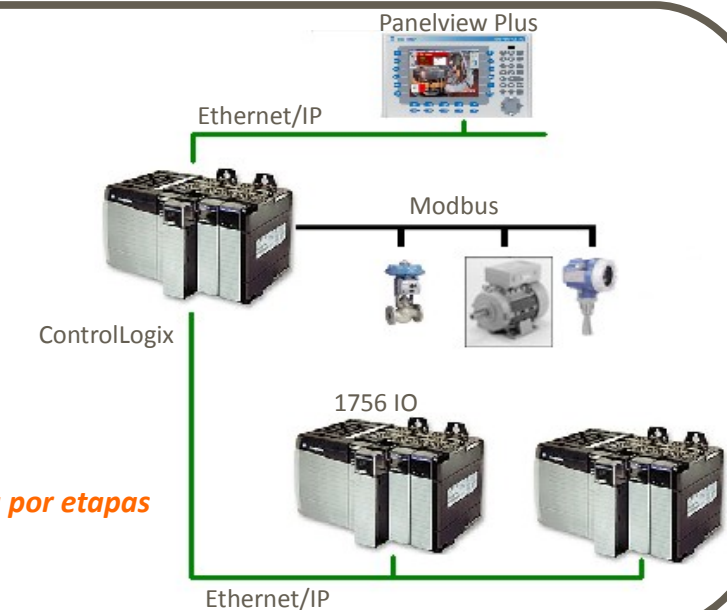 Panelview Plus
Ethernet/IP
Modbus
ControlLogix
1756 IO
por etapas
Ethernet/IP